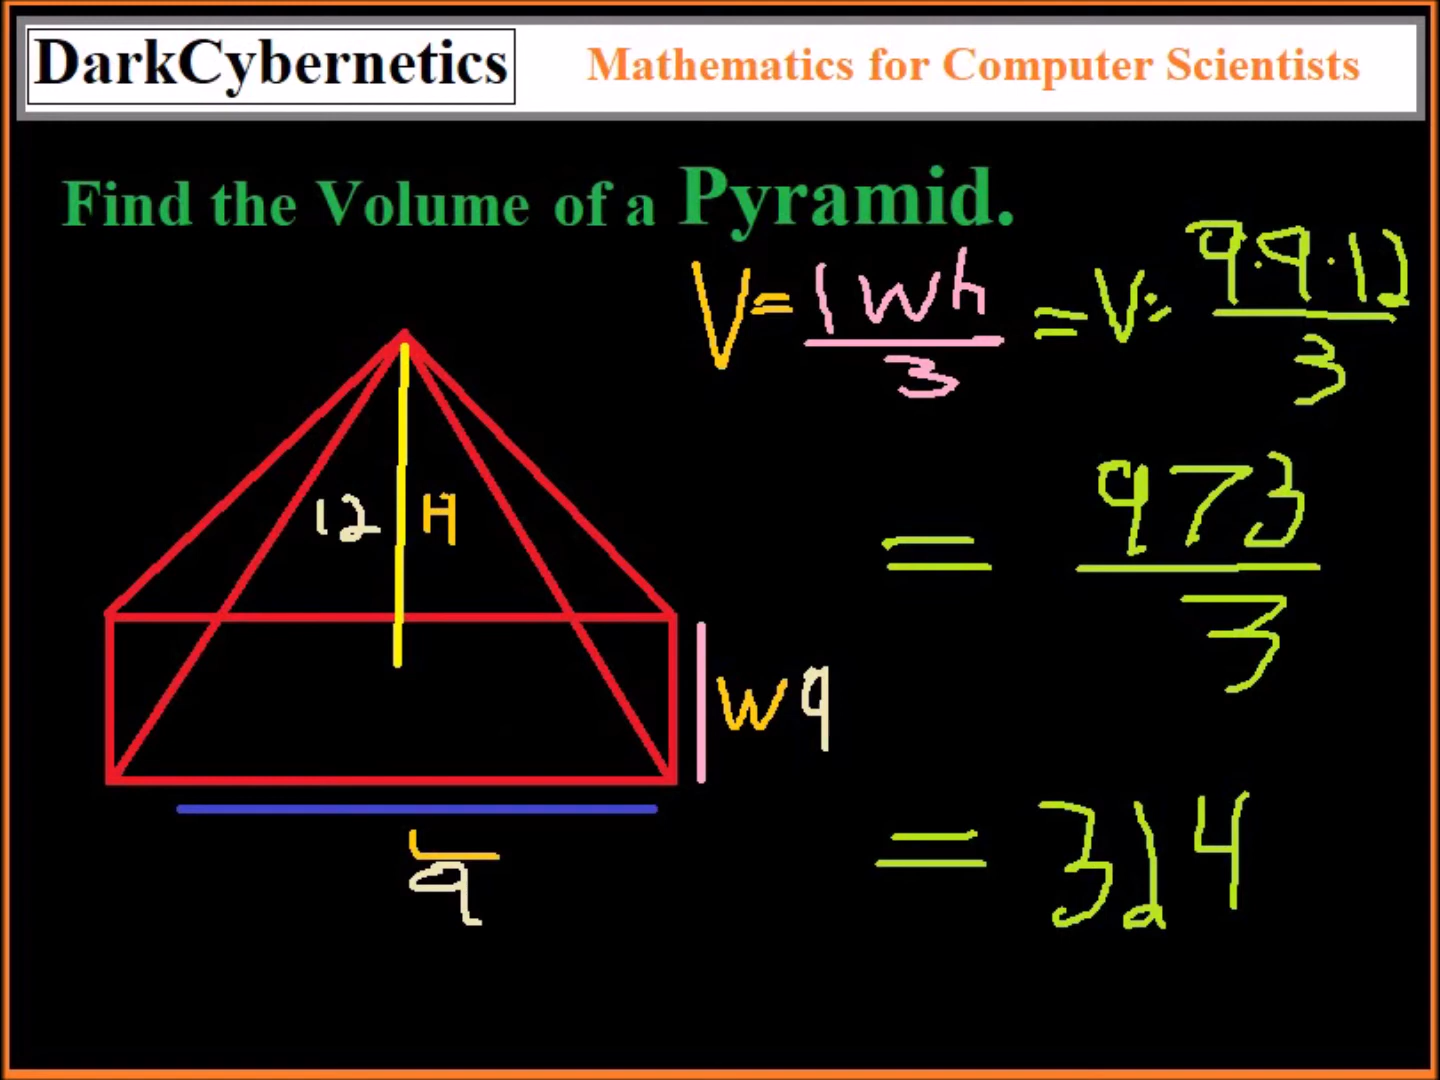 DarkCybernetics
Mathematics for Computer Scientists
Find the Volume of a Pyramid.
V = lwh / 3 = V = 9·9·12 / 3
= 973 / 3
= 324
12 H
W 9
L
9